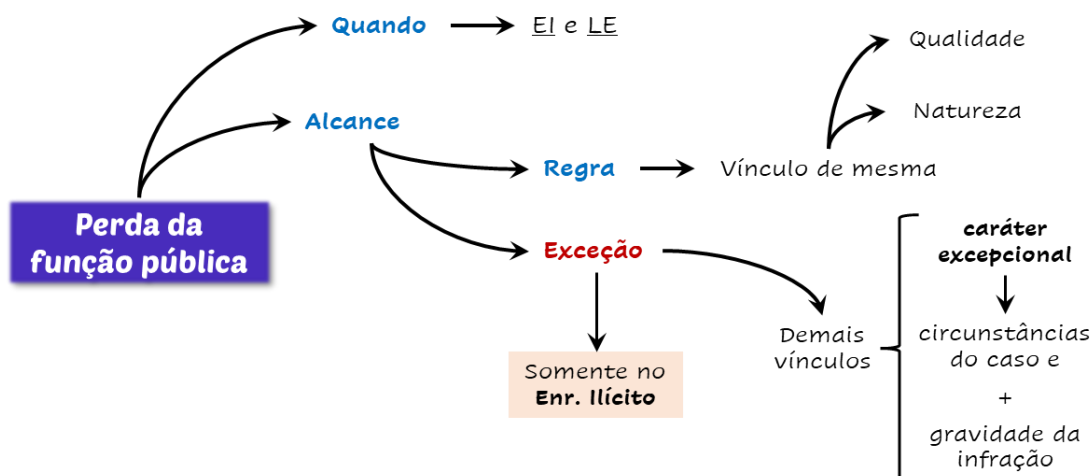 Quando
EI e LE
Qualidade
Natureza
Alcance
Regra
Vínculo de mesma
Perda da
função pública
Exceção
Somente no
Enr. Ilícito
Demais
vínculos
caráter
excepcional
circunstâncias
do caso e
+
gravidade da
infração